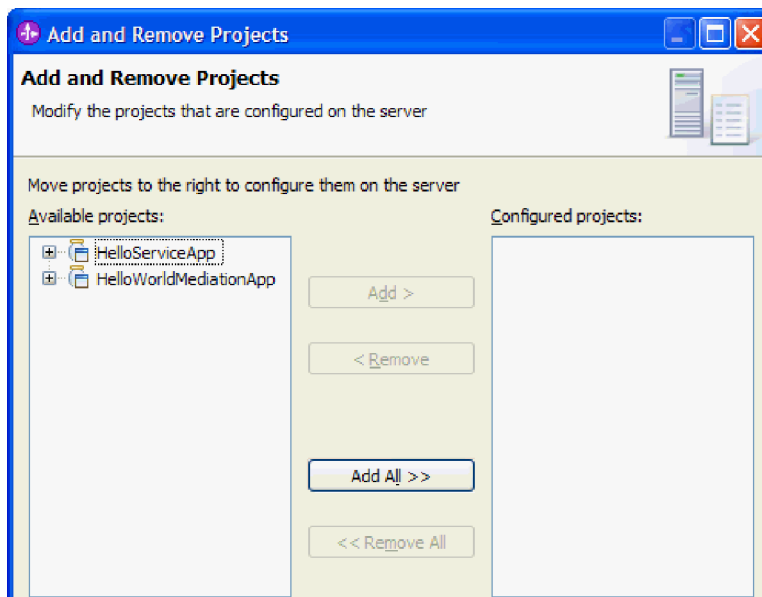 Add and Remove Projects
Add and Remove Projects
Modify the projects that are configured on the server
Move projects to the right to configure them on the server
Available projects:
Configured projects:
HelloServiceApp
HelloWorldMediationApp
Add >
< Remove
Add All >>
<< Remove All